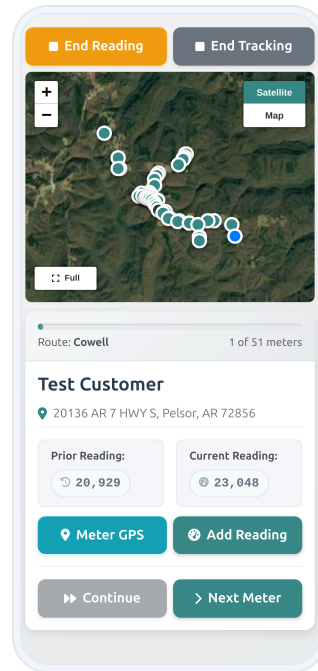 End Reading
End Tracking
+
−
Satellite
Map
Full
Route: Cowell
1 of 51 meters
Test Customer
20136 AR 7 HWY S, Pelsor, AR 72856
Prior Reading:
Current Reading:
20,929
23,048
Meter GPS
Add Reading
Continue
Next Meter